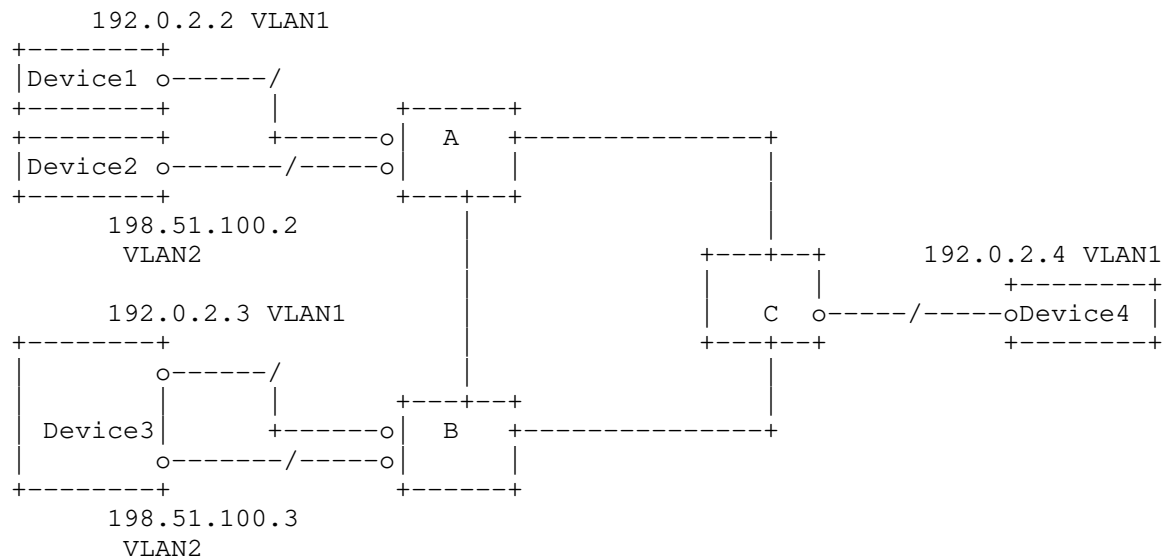 192.0.2.2 VLAN1
Device1
A
Device2
198.51.100.2
VLAN2
192.0.2.4 VLAN1
192.0.2.3 VLAN1
C
Device4
Device3
B
198.51.100.3
VLAN2